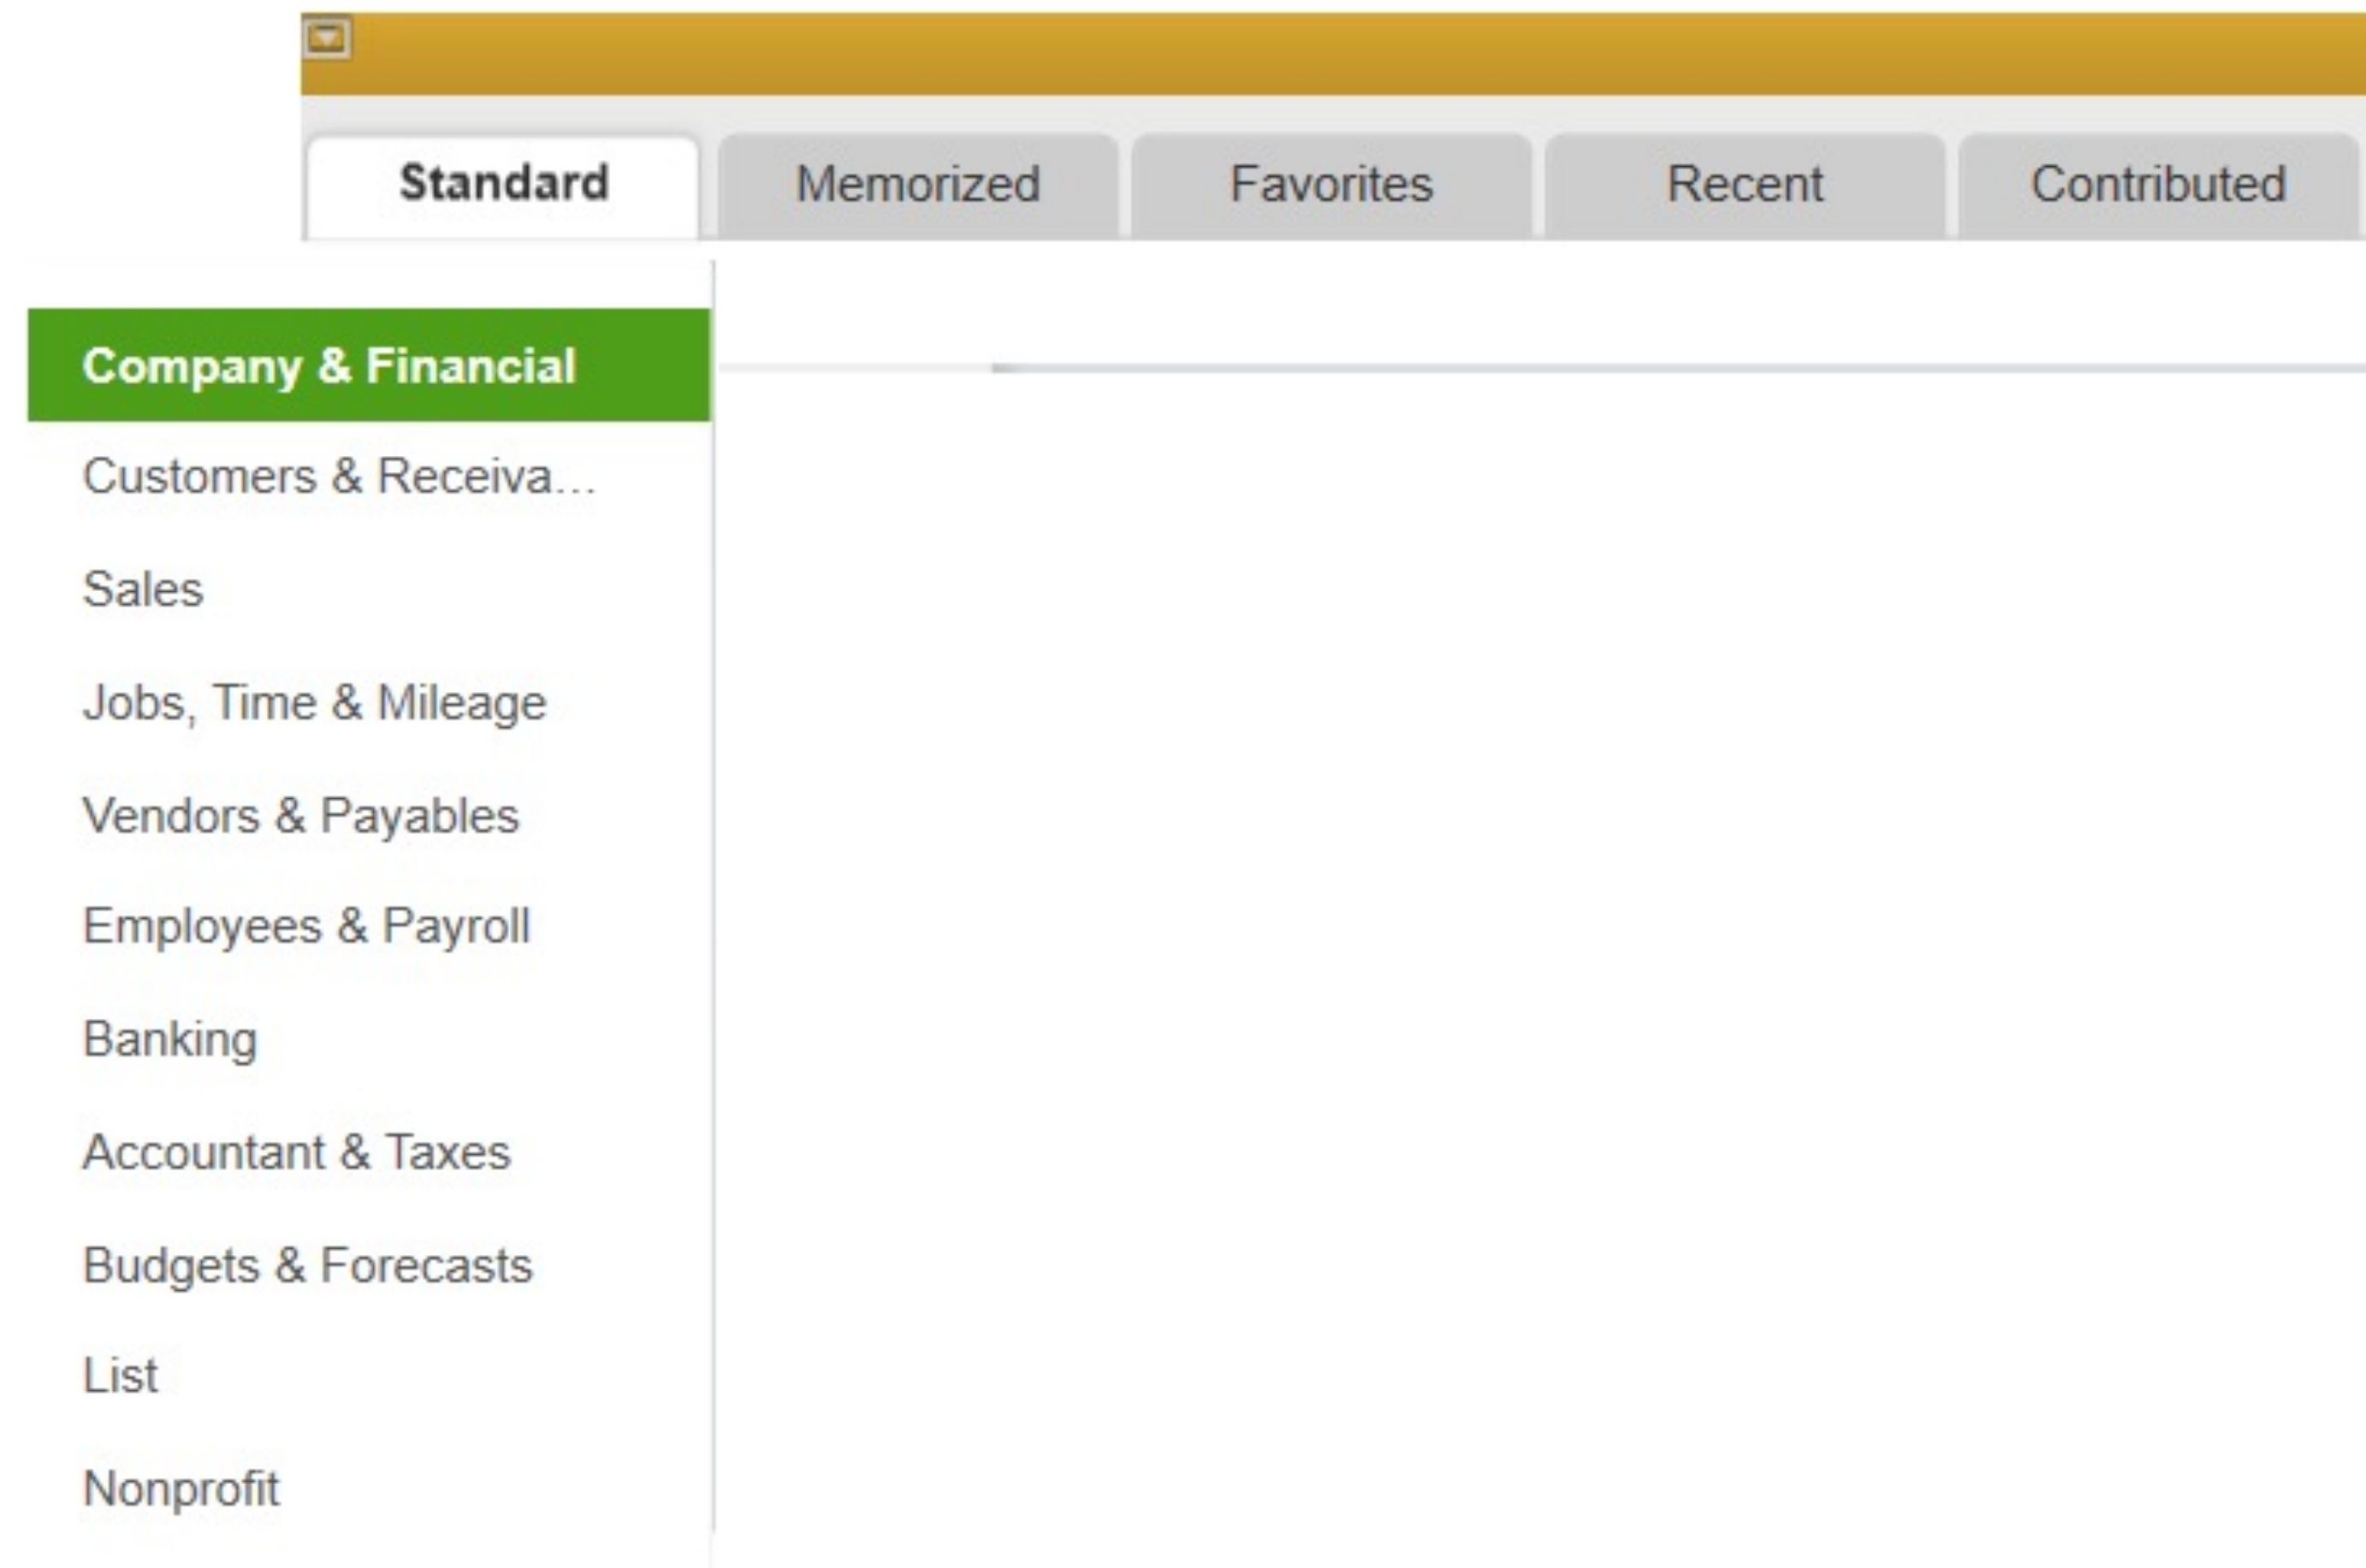 Standard Memorized Favorites Recent Contributed
Company & Financial
Customers & Receiva...
Sales
Jobs, Time & Mileage
Vendors & Payables
Employees & Payroll
Banking
Accountant & Taxes
Budgets & Forecasts
List
Nonprofit